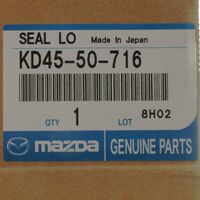 SEAL LO Made In Japan
KD45-50-716
8H02
QTY 1 LOT
mazda GENUINE PARTS